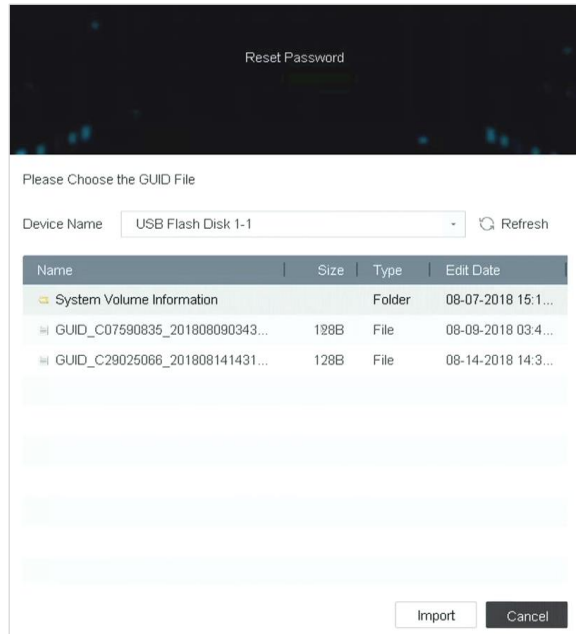 Reset Password
Please Choose the GUID File
Device Name USB Flash Disk 1-1 Refresh
Name Size Type Edit Date
System Volume Information Folder 08-07-2018 15:1...
GUID_C07590835_201808090343... 128B File 08-09-2018 03:4...
GUID_C29025066_201808141431... 128B File 08-14-2018 14:3...
Import Cancel